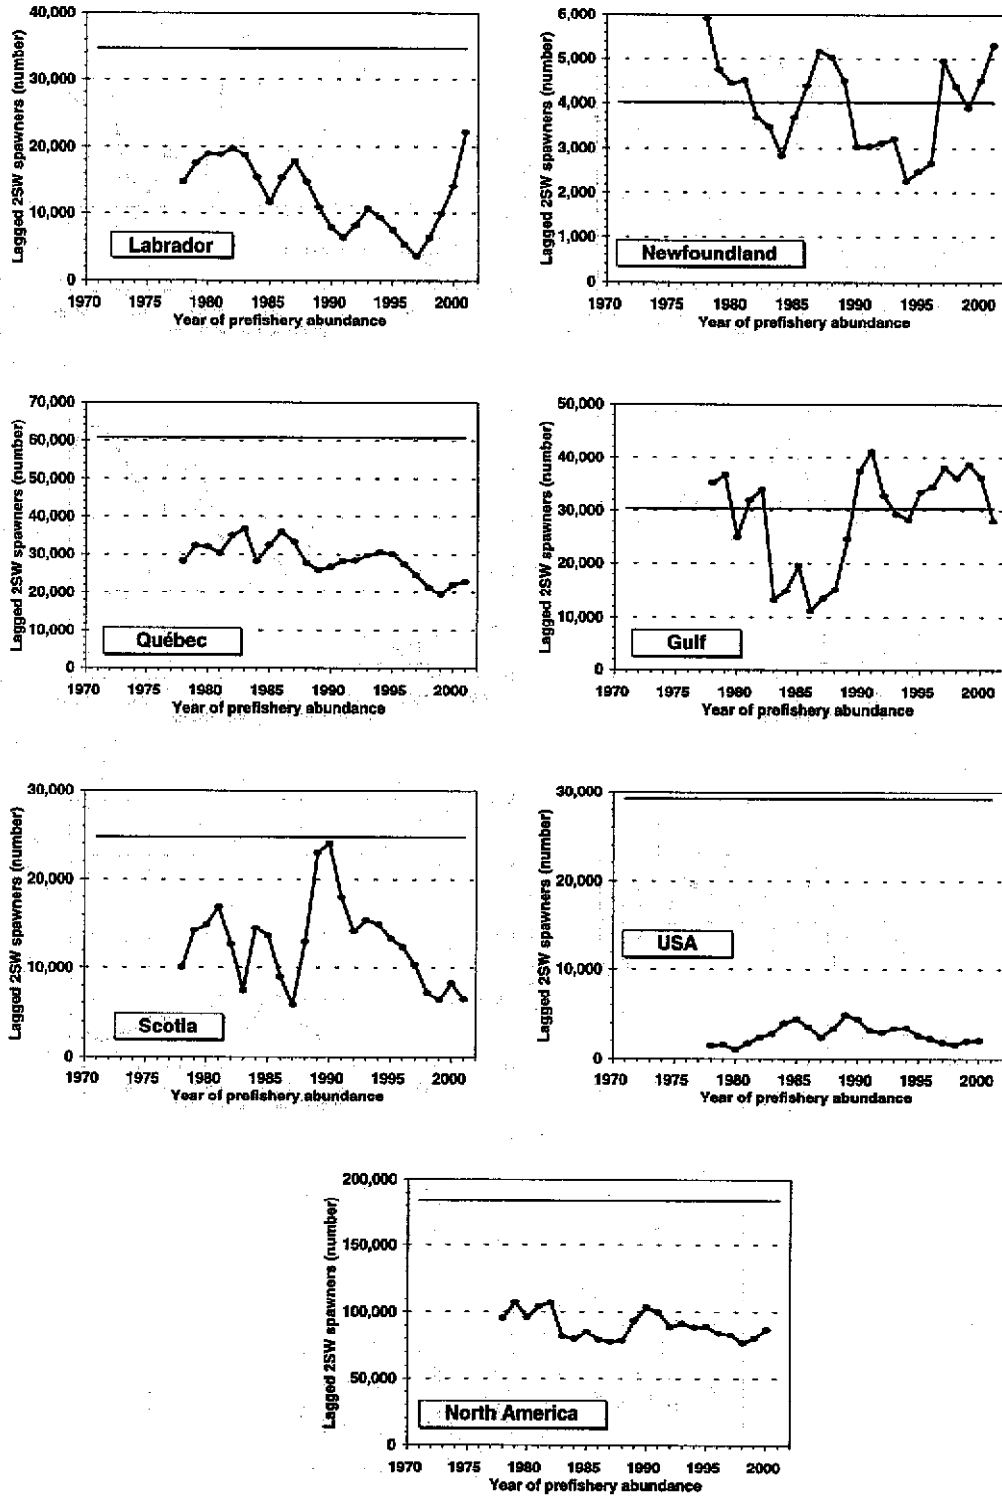 40,000
30,000
20,000
10,000
0
Lagged 2SW spawners (number)
Labrador
1970 1975 1980 1985 1990 1995 2000
Year of prefishery abundance
6,000
5,000
4,000
3,000
2,000
1,000
0
Lagged 2SW spawners (number)
Newfoundland
1970 1975 1980 1985 1990 1995 2000
Year of prefishery abundance
70,000
60,000
50,000
40,000
30,000
20,000
10,000
0
Lagged 2SW spawners (number)
Québec
1970 1975 1980 1985 1990 1995 2000
Year of prefishery abundance
50,000
40,000
30,000
20,000
10,000
0
Lagged 2SW spawners (number)
Gulf
1970 1975 1980 1985 1990 1995 2000
Year of prefishery abundance
30,000
20,000
10,000
0
Lagged 2SW spawners (number)
Scotia
1970 1975 1980 1985 1990 1995 2000
Year of prefishery abundance
30,000
20,000
10,000
0
Lagged 2SW spawners (number)
USA
1970 1975 1980 1985 1990 1995 2000
Year of prefishery abundance
200,000
150,000
100,000
50,000
0
Lagged 2SW spawners (number)
North America
1970 1975 1980 1985 1990 1995 2000
Year of prefishery abundance